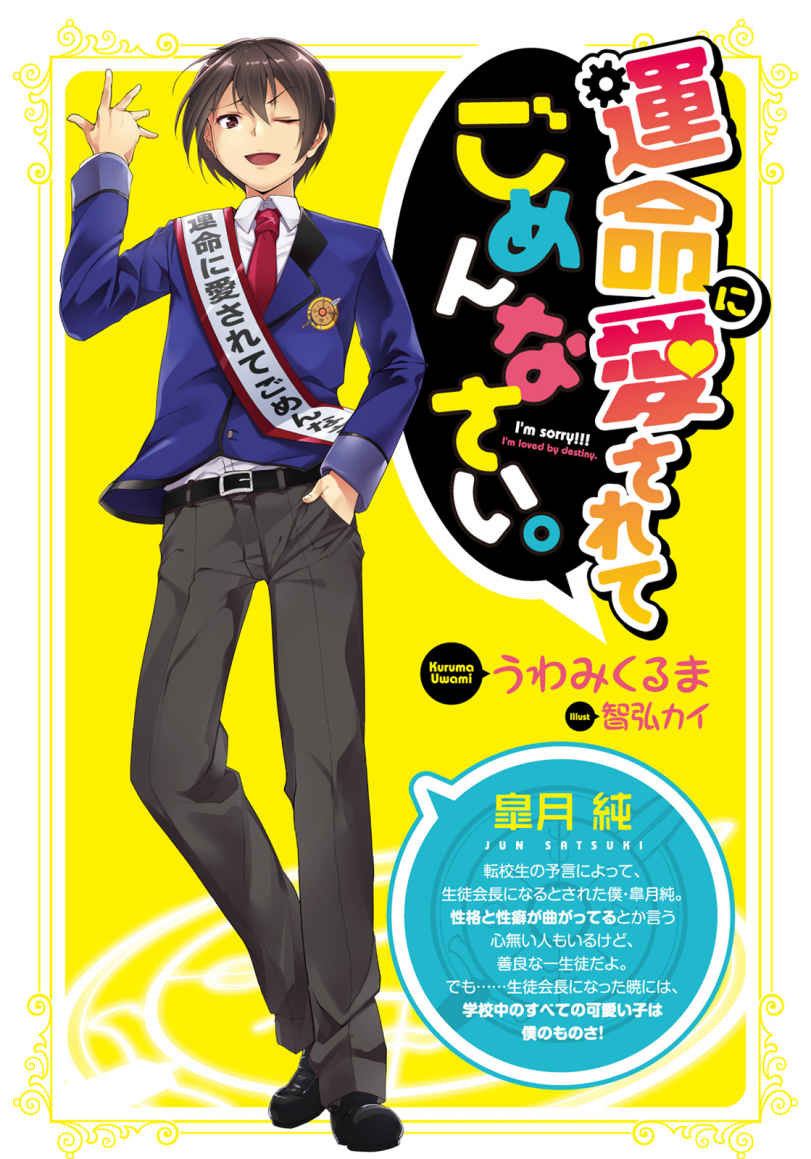 運命に愛されて
ごめんなさい。
I'm sorry!!!
I'm loved by destiny.
運命に愛されてごめんな
Kuruma
Uwami
うわみくるま
Illust
智弘カイ
皐月 純
JUN SATSUKI
転校生の予言によって、
生徒会長になるとされた僕・皐月純。
性格と性癖が曲がってるとか言う
心無い人もいるけど、
善良な一生徒だよ。
でも……生徒会長になった暁には、
学校中のすべての可愛い子は
僕のものさ!